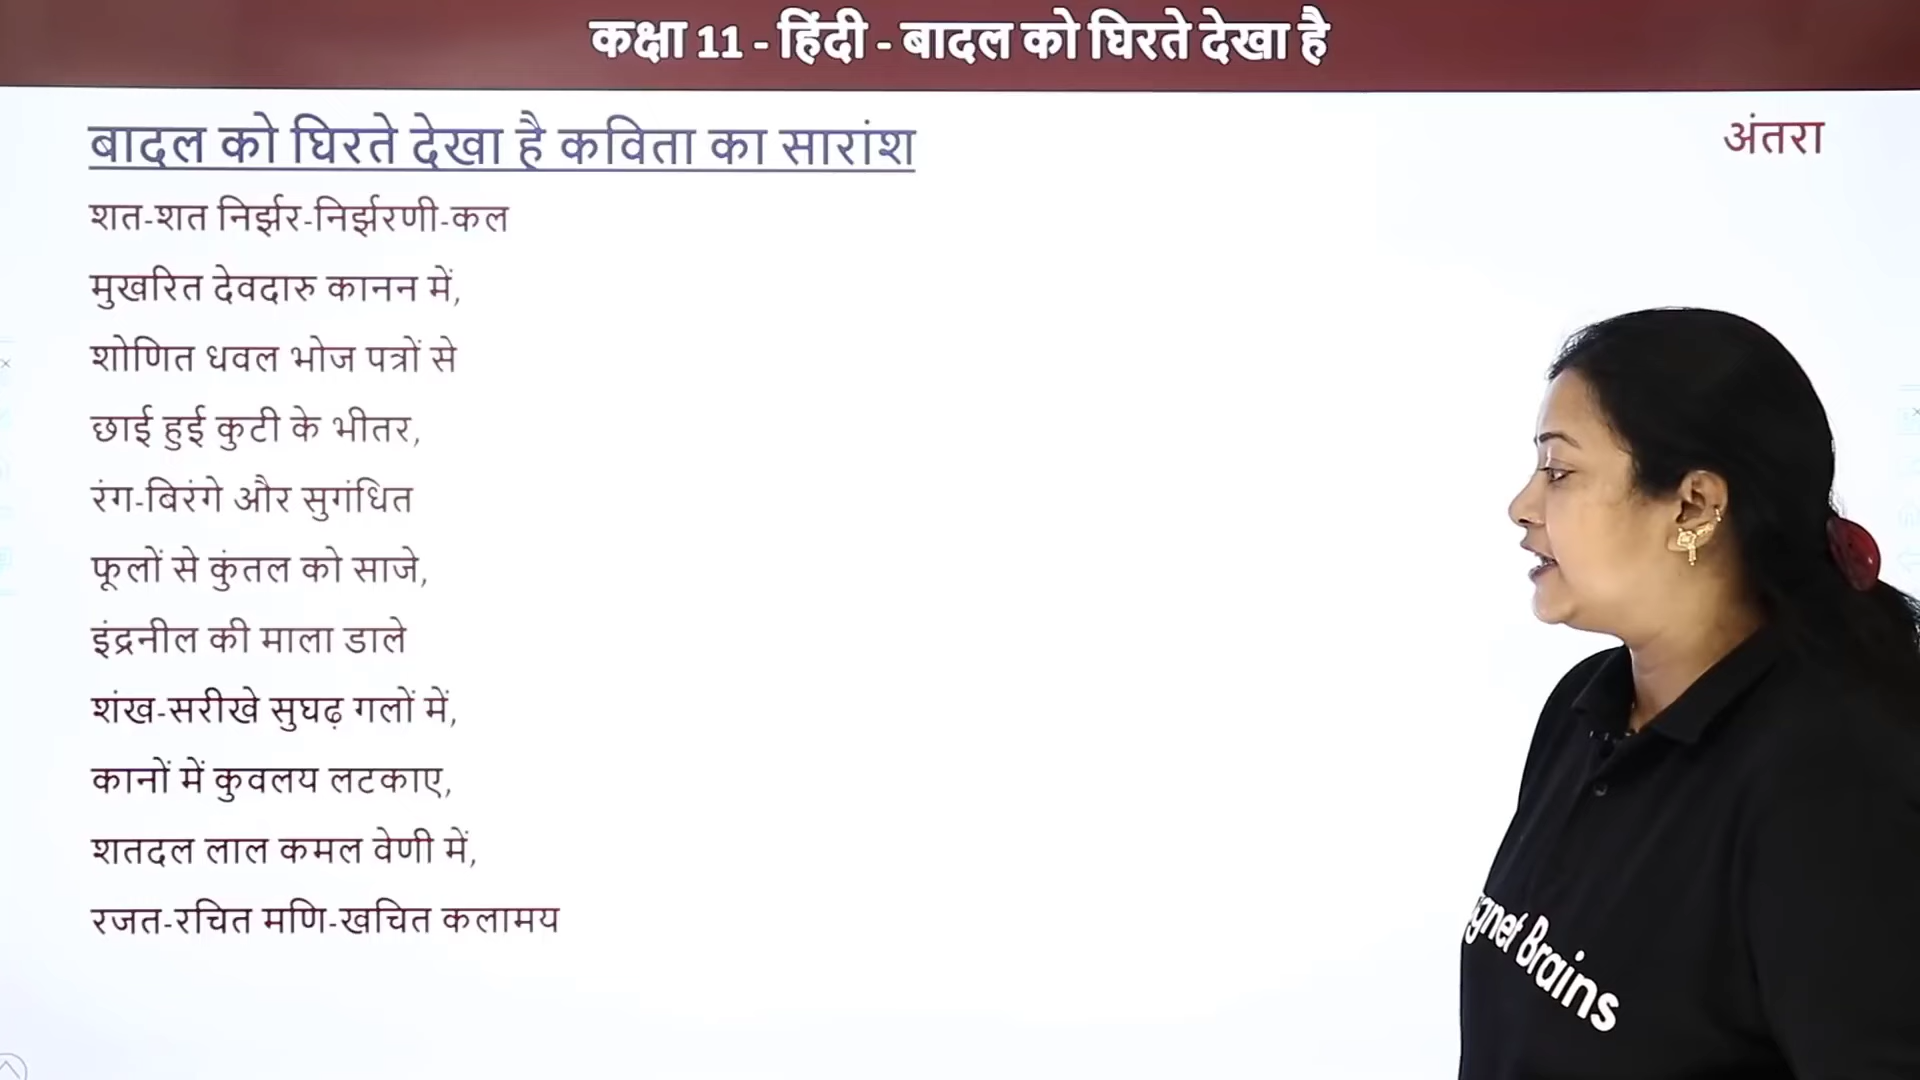 कक्षा 11 - हिंदी - बादल को घिरते देखा है
बादल को घिरते देखा है कविता का सारांश
अंतरा
शत-शत निर्झर-निर्झरणी-कल
मुखरित देवदारु कानन में,
शोणित धवल भोज पत्रों से
छाई हुई कुटी के भीतर,
रंग-बिरंगे और सुगंधित
फूलों से कुंतल को साजे,
इंद्रनील की माला डाले
शंख-सरीखे सुघढ़ गलों में,
कानों में कुवलय लटकाए,
शतदल लाल कमल वेणी में,
रजत-रचित मणि-खचित कलामय
gnet Brains